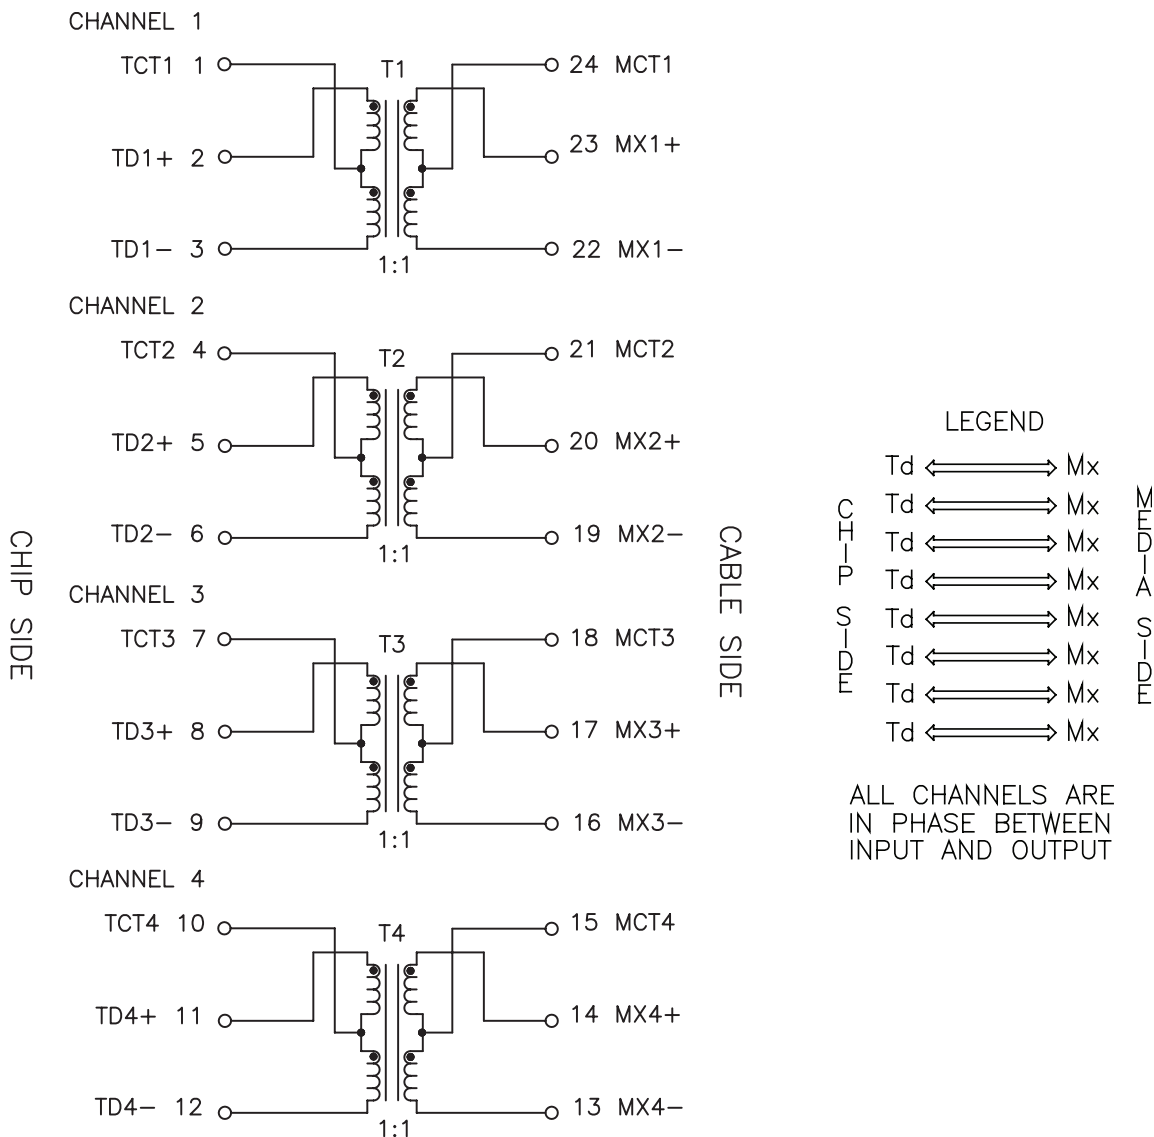 CHANNEL 1
TCT1 1
T1
24 MCT1
TD1+ 2
23 MX1+
TD1- 3
22 MX1-
1:1
CHANNEL 2
TCT2 4
T2
21 MCT2
TD2+ 5
20 MX2+
TD2- 6
19 MX2-
1:1
CHANNEL 3
TCT3 7
T3
18 MCT3
TD3+ 8
17 MX3+
TD3- 9
16 MX3-
1:1
CHANNEL 4
TCT4 10
T4
15 MCT4
TD4+ 11
14 MX4+
TD4- 12
13 MX4-
1:1
CHIP SIDE
CABLE SIDE
LEGEND
CHIP SIDE
Td Mx
Td Mx
Td Mx
Td Mx
Td Mx
Td Mx
Td Mx
Td Mx
MEDIA SIDE
ALL CHANNELS ARE
IN PHASE BETWEEN
INPUT AND OUTPUT